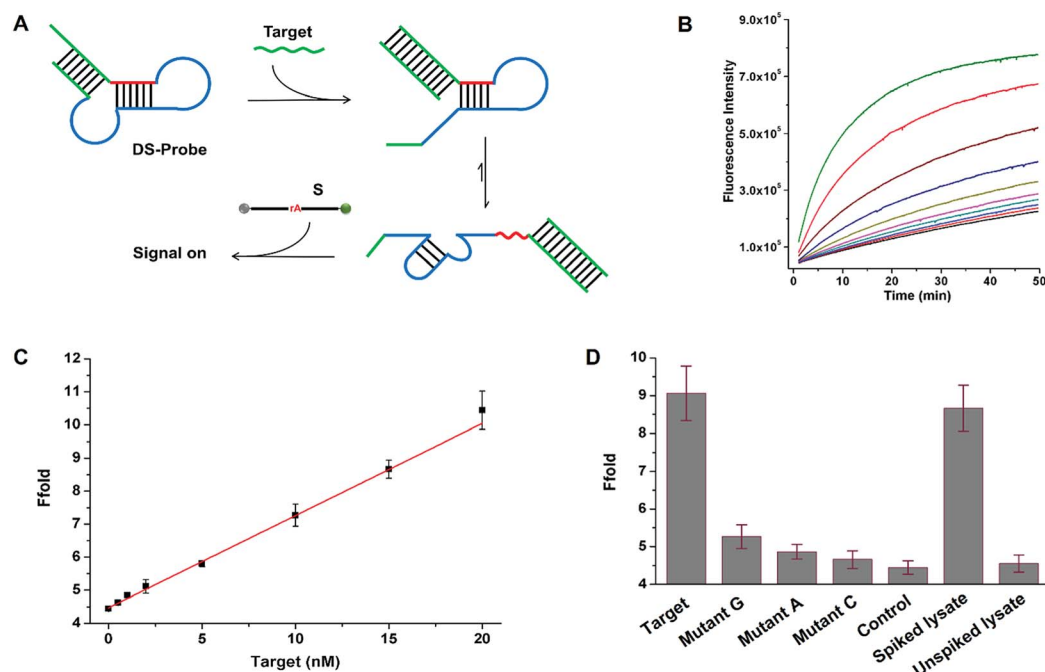 A
Target
DS-Probe
S
rA
Signal on
B
Fluorescence Intensity
9.0x10⁵
7.0x10⁵
5.0x10⁵
3.0x10⁵
1.0x10⁵
0 10 20 30 40 50
Time (min)
C
Ffold
12
11
10
9
8
7
6
5
4
0 5 10 15 20
Target (nM)
D
Ffold
10
9
8
7
6
5
4
Target
Mutant G
Mutant A
Mutant C
Control
Spiked lysate
Unspiked lysate